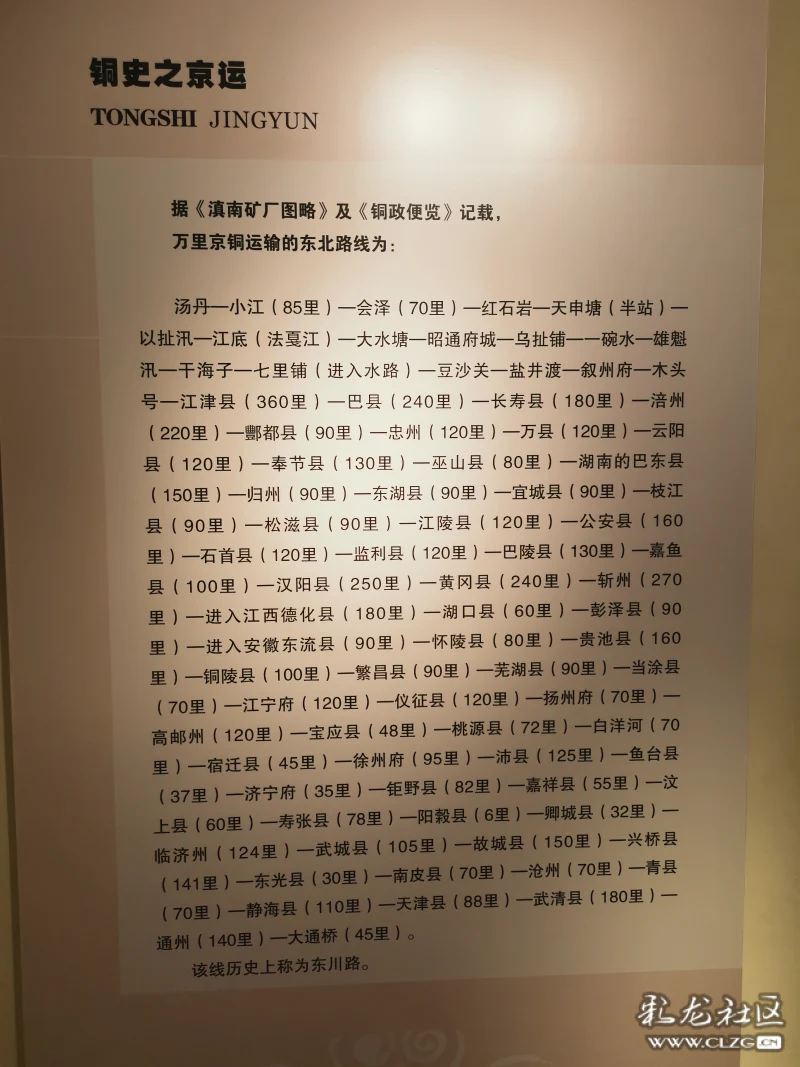 铜史之京运
TONGSHI JINGYUN
据《滇南矿厂图略》及《铜政便览》记载，
万里京铜运输的东北路线为：
汤丹—小江（85里）—会泽（70里）—红石岩—天申塘（半站）—
以扯汛—江底（法戛江）—大水塘—昭通府城—乌扯铺—一碗水—雄魁
汛—干海子—七里铺（进入水路）—豆沙关—盐井渡—叙州府—木头
号—江津县（360里）—巴县（240里）—长寿县（180里）—涪州
（220里）—酆都县（90里）—忠州（120里）—万县（120里）—云阳
县（120里）—奉节县（130里）—巫山县（80里）—湖南的巴东县
（150里）—归州（90里）—东湖县（90里）—宜城县（90里）—枝江
县（90里）—松滋县（90里）—江陵县（120里）—公安县（160
里）—石首县（120里）—监利县（120里）—巴陵县（130里）—嘉鱼
县（100里）—汉阳县（250里）—黄冈县（240里）—斩州（270
里）—进入江西德化县（180里）—湖口县（60里）—彭泽县（90
里）—进入安徽东流县（90里）—怀陵县（80里）—贵池县（160
里）—铜陵县（100里）—繁昌县（90里）—芜湖县（90里）—当涂县
（70里）—江宁府（120里）—仪征县（120里）—扬州府（70里）—
高邮州（120里）—宝应县（48里）—桃源县（72里）—白洋河（70
里）—宿迁县（45里）—徐州府（95里）—沛县（125里）—鱼台县
（37里）—济宁府（35里）—钜野县（82里）—嘉祥县（55里）—汶
上县（60里）—寿张县（78里）—阳榖县（6里）—卿城县（32里）—
临济州（124里）—武城县（105里）—故城县（150里）—兴桥县
（141里）—东光县（30里）—南皮县（70里）—沧州（70里）—青县
（70里）—静海县（110里）—天津县（88里）—武清县（180里）—
通州（140里）—大通桥（45里）。
该线历史上称为东川路。
彩龙社区
WWW.CLZG.CN